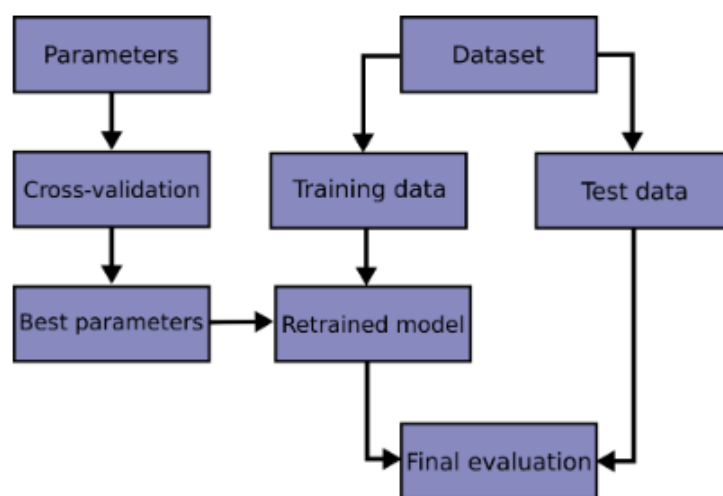 Parameters
Dataset
Cross-validation
Training data
Test data
Best parameters
Retrained model
Final evaluation